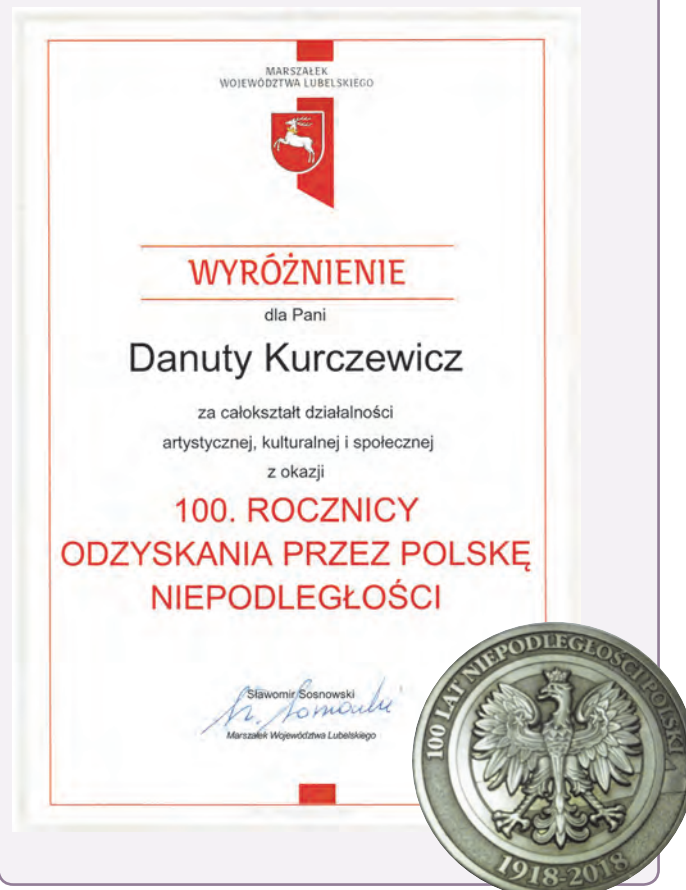 MARSZAŁEK
WOJEWÓDZTWA LUBELSKIEGO
WYRÓŻNIENIE
dla Pani
Danuty Kurczewicz
za całokształt działalności
artystycznej, kulturalnej i społecznej
z okazji
100. ROCZNICY
ODZYSKANIA PRZEZ POLSKĘ
NIEPODLEGŁOŚCI
Sławomir Sosnowski
Marszałek Województwa Lubelskiego
100 LAT NIEPODLEGŁOŚCI POLSKI
1918-2018